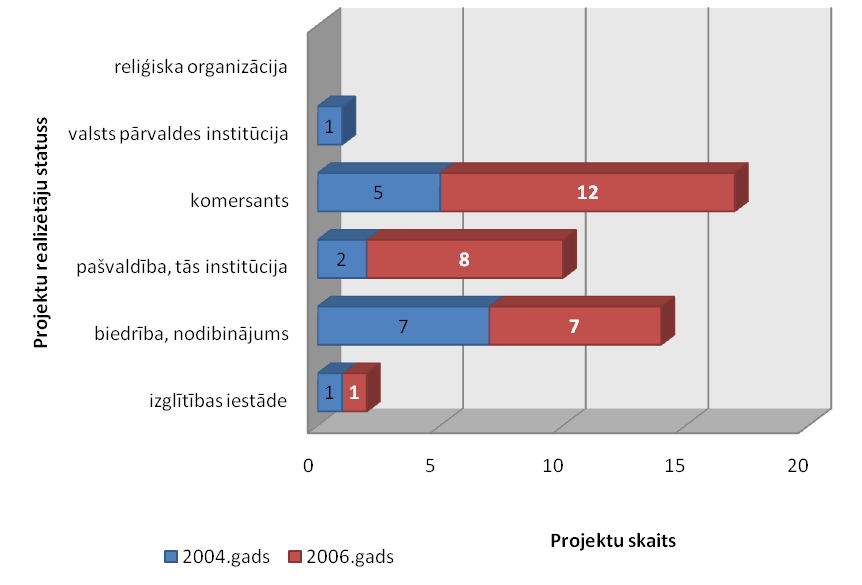 Projektu realizētāju statuss
reliģiska organizācija
valsts pārvaldes institūcija
1
komersants
5 12
pašvaldība, tās institūcija
2 8
biedrība, nodibinājums
7 7
izglītības iestāde
1 1
0 5 10 15 20
Projektu skaits
2004.gads 2006.gads